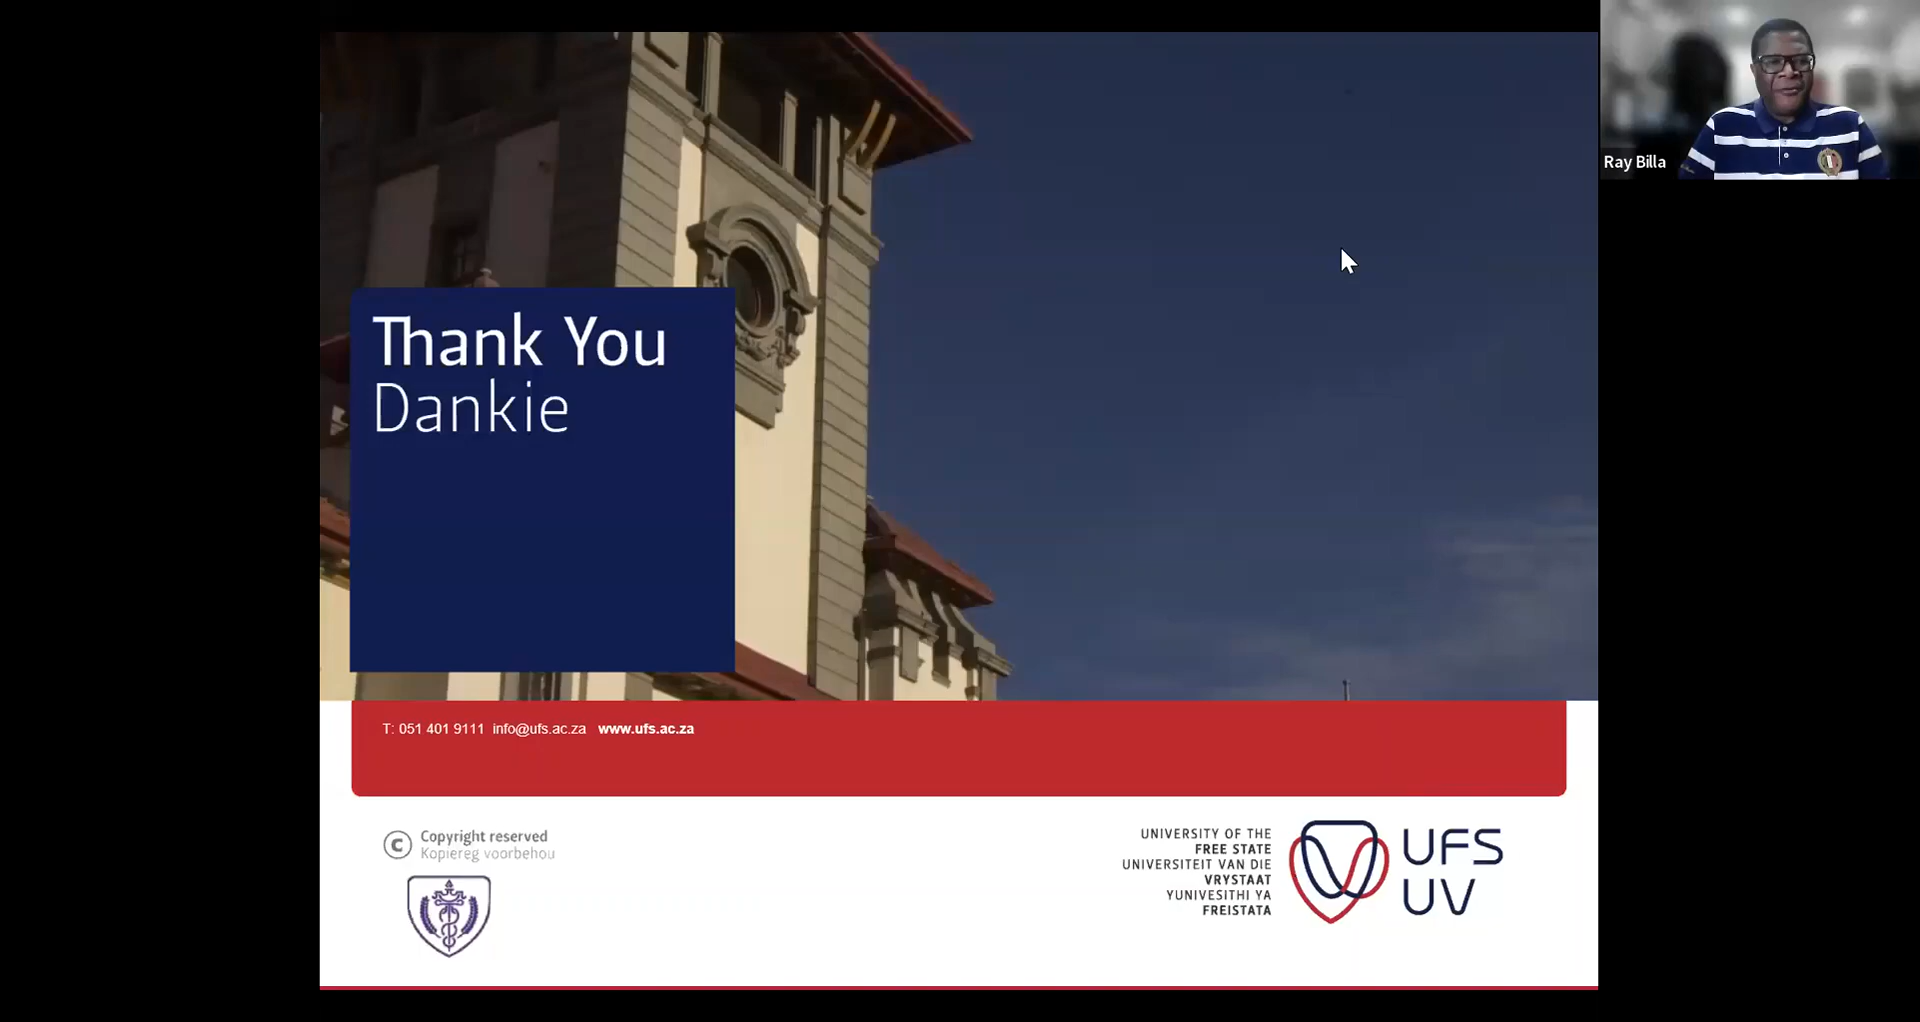 Thank You
Dankie
Ray Billa
T: 051 401 9111 info@ufs.ac.za www.ufs.ac.za
C
Copyright reserved
Kopiereg voorbehou
UNIVERSITY OF THE
FREE STATE
UNIVERSITEIT VAN DIE
VRYSTAAT
YUNIVESITHI YA
FREISTATA
UFS
UV